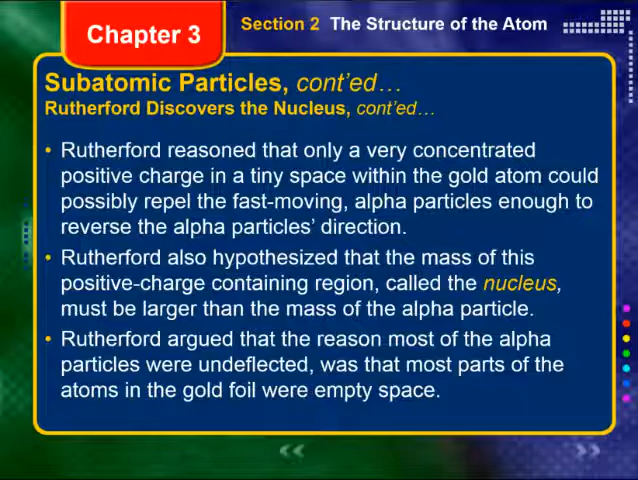 Chapter 3
Section 2 The Structure of the Atom
Subatomic Particles, cont'ed…
Rutherford Discovers the Nucleus, cont'ed…
• Rutherford reasoned that only a very concentrated
positive charge in a tiny space within the gold atom could
possibly repel the fast-moving, alpha particles enough to
reverse the alpha particles' direction.
• Rutherford also hypothesized that the mass of this
positive-charge containing region, called the nucleus,
must be larger than the mass of the alpha particle.
• Rutherford argued that the reason most of the alpha
particles were undeflected, was that most parts of the
atoms in the gold foil were empty space.